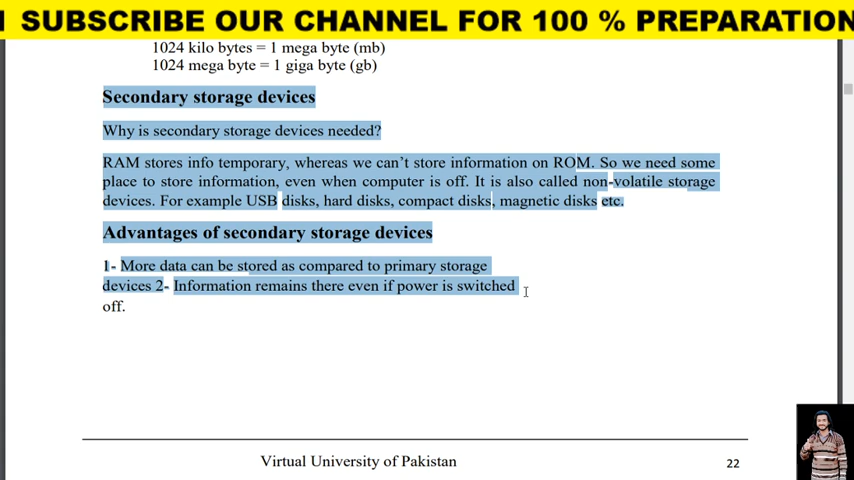 SUBSCRIBE OUR CHANNEL FOR 100 % PREPARATION
1024 kilo bytes = 1 mega byte (mb)
1024 mega byte = 1 giga byte (gb)
Secondary storage devices
Why is secondary storage devices needed?
RAM stores info temporary, whereas we can't store information on ROM. So we need some
place to store information, even when computer is off. It is also called non-volatile storage
devices. For example USB disks, hard disks, compact disks, magnetic disks etc.
Advantages of secondary storage devices
1- More data can be stored as compared to primary storage
devices 2- Information remains there even if power is switched
off.
Virtual University of Pakistan
22